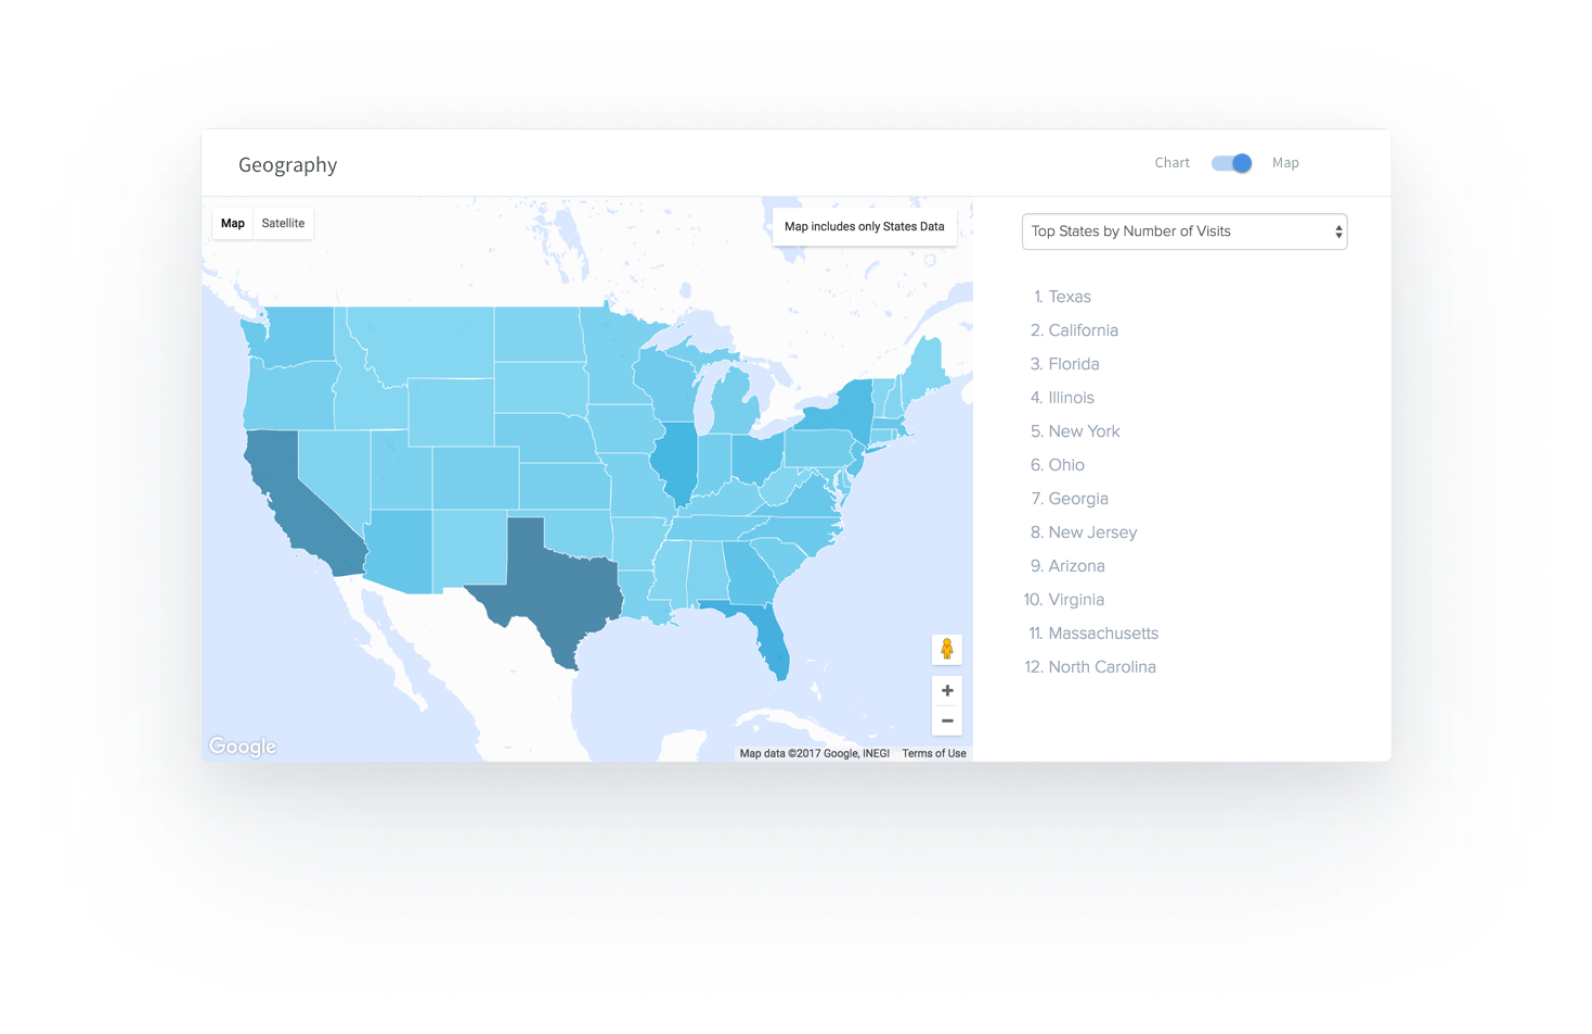 Geography
Chart Map
Map Satellite
Map includes only States Data
Top States by Number of Visits
1. Texas
2. California
3. Florida
4. Illinois
5. New York
6. Ohio
7. Georgia
8. New Jersey
9. Arizona
10. Virginia
11. Massachusetts
12. North Carolina
+
−
Google
Map data ©2017 Google, INEGI Terms of Use